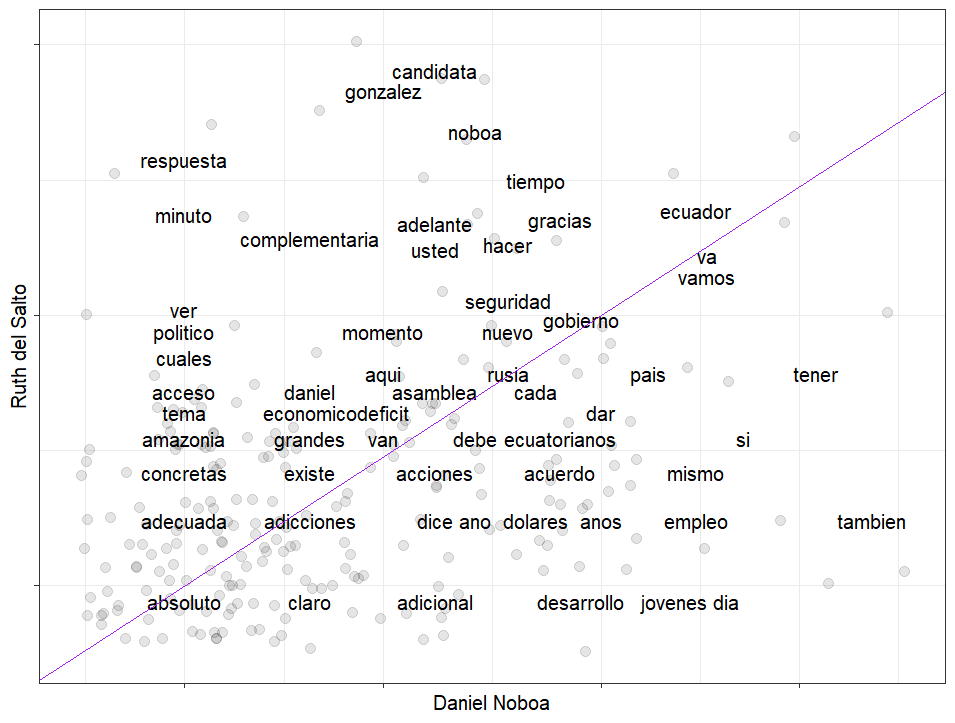 candidata
gonzalez
noboa
respuesta
tiempo
minuto
ecuador
adelante
gracias
complementaria
hacer
usted
va
vamos
seguridad
ver
gobierno
politico
momento
nuevo
cuales
aqui
rusia
pais
tener
acceso
daniel
asamblea
cada
tema
economicodeficit
dar
amazonia
grandes
van
debe
ecuatorianos
si
concretas
existe
acciones
acuerdo
mismo
adecuada
adicciones
dice
ano
dolares
anos
empleo
tambien
absoluto
claro
adicional
desarrollo
jovenes
dia
Ruth del Salto
Daniel Noboa